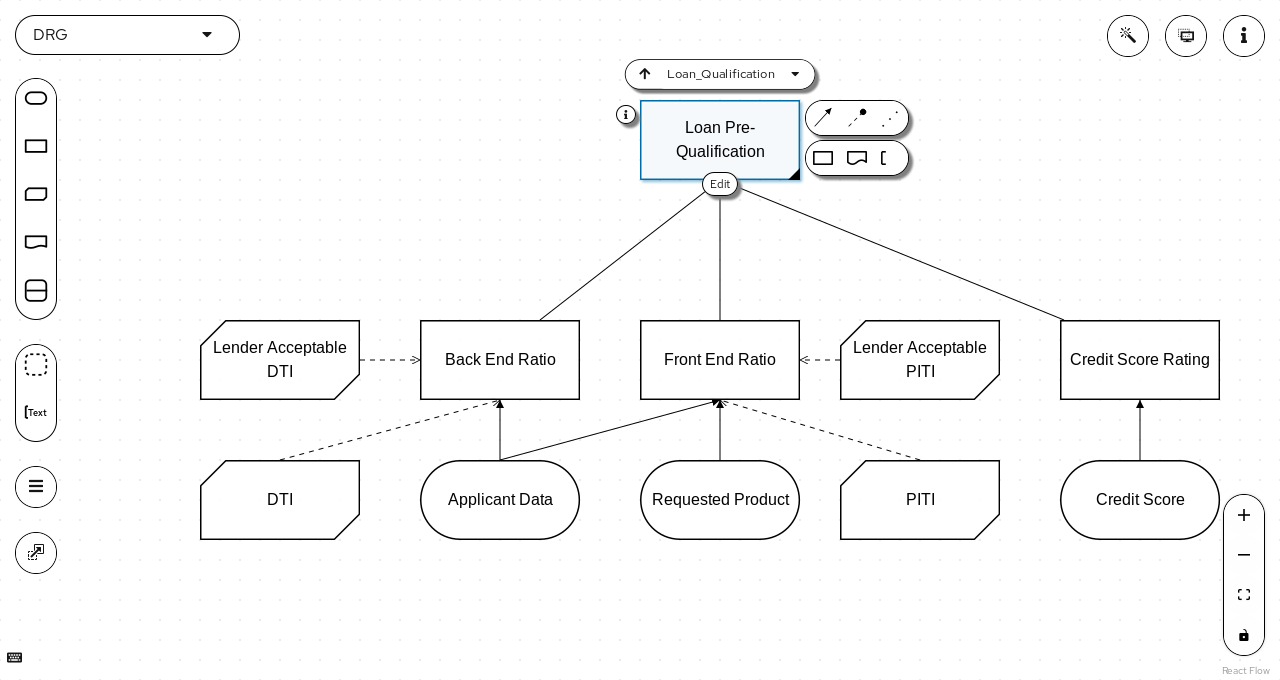 DRG
Loan_Qualification
Loan Pre-
Qualification
Edit
Lender Acceptable
DTI
Back End Ratio
Front End Ratio
Lender Acceptable
PITI
Credit Score Rating
[Text
DTI
Applicant Data
Requested Product
PITI
Credit Score
React Flow